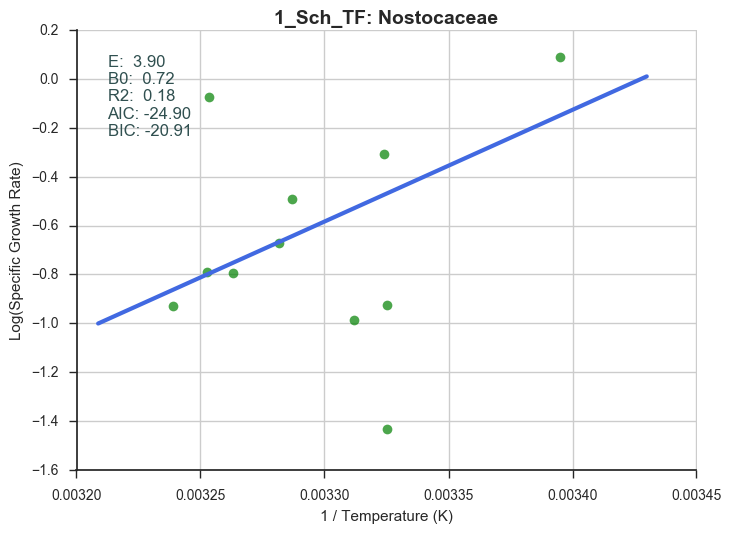 1_Sch_TF: Nostocaceae
E:  3.90
B0:  0.72
R2:  0.18
AIC: -24.90
BIC: -20.91
Log(Specific Growth Rate)
0.2
0.0
−0.2
−0.4
−0.6
−0.8
−1.0
−1.2
−1.4
−1.6
0.00320 0.00325 0.00330 0.00335 0.00340 0.00345
1 / Temperature (K)